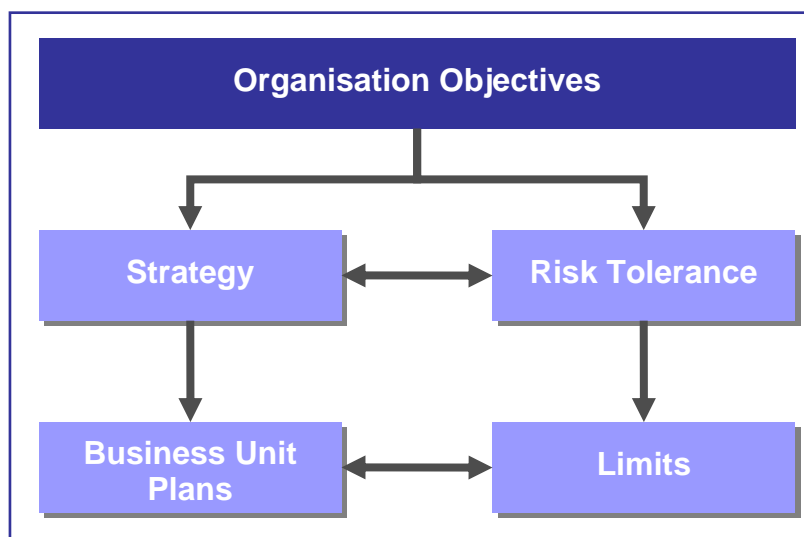 Organisation Objectives
Strategy
Risk Tolerance
Business Unit
Plans
Limits